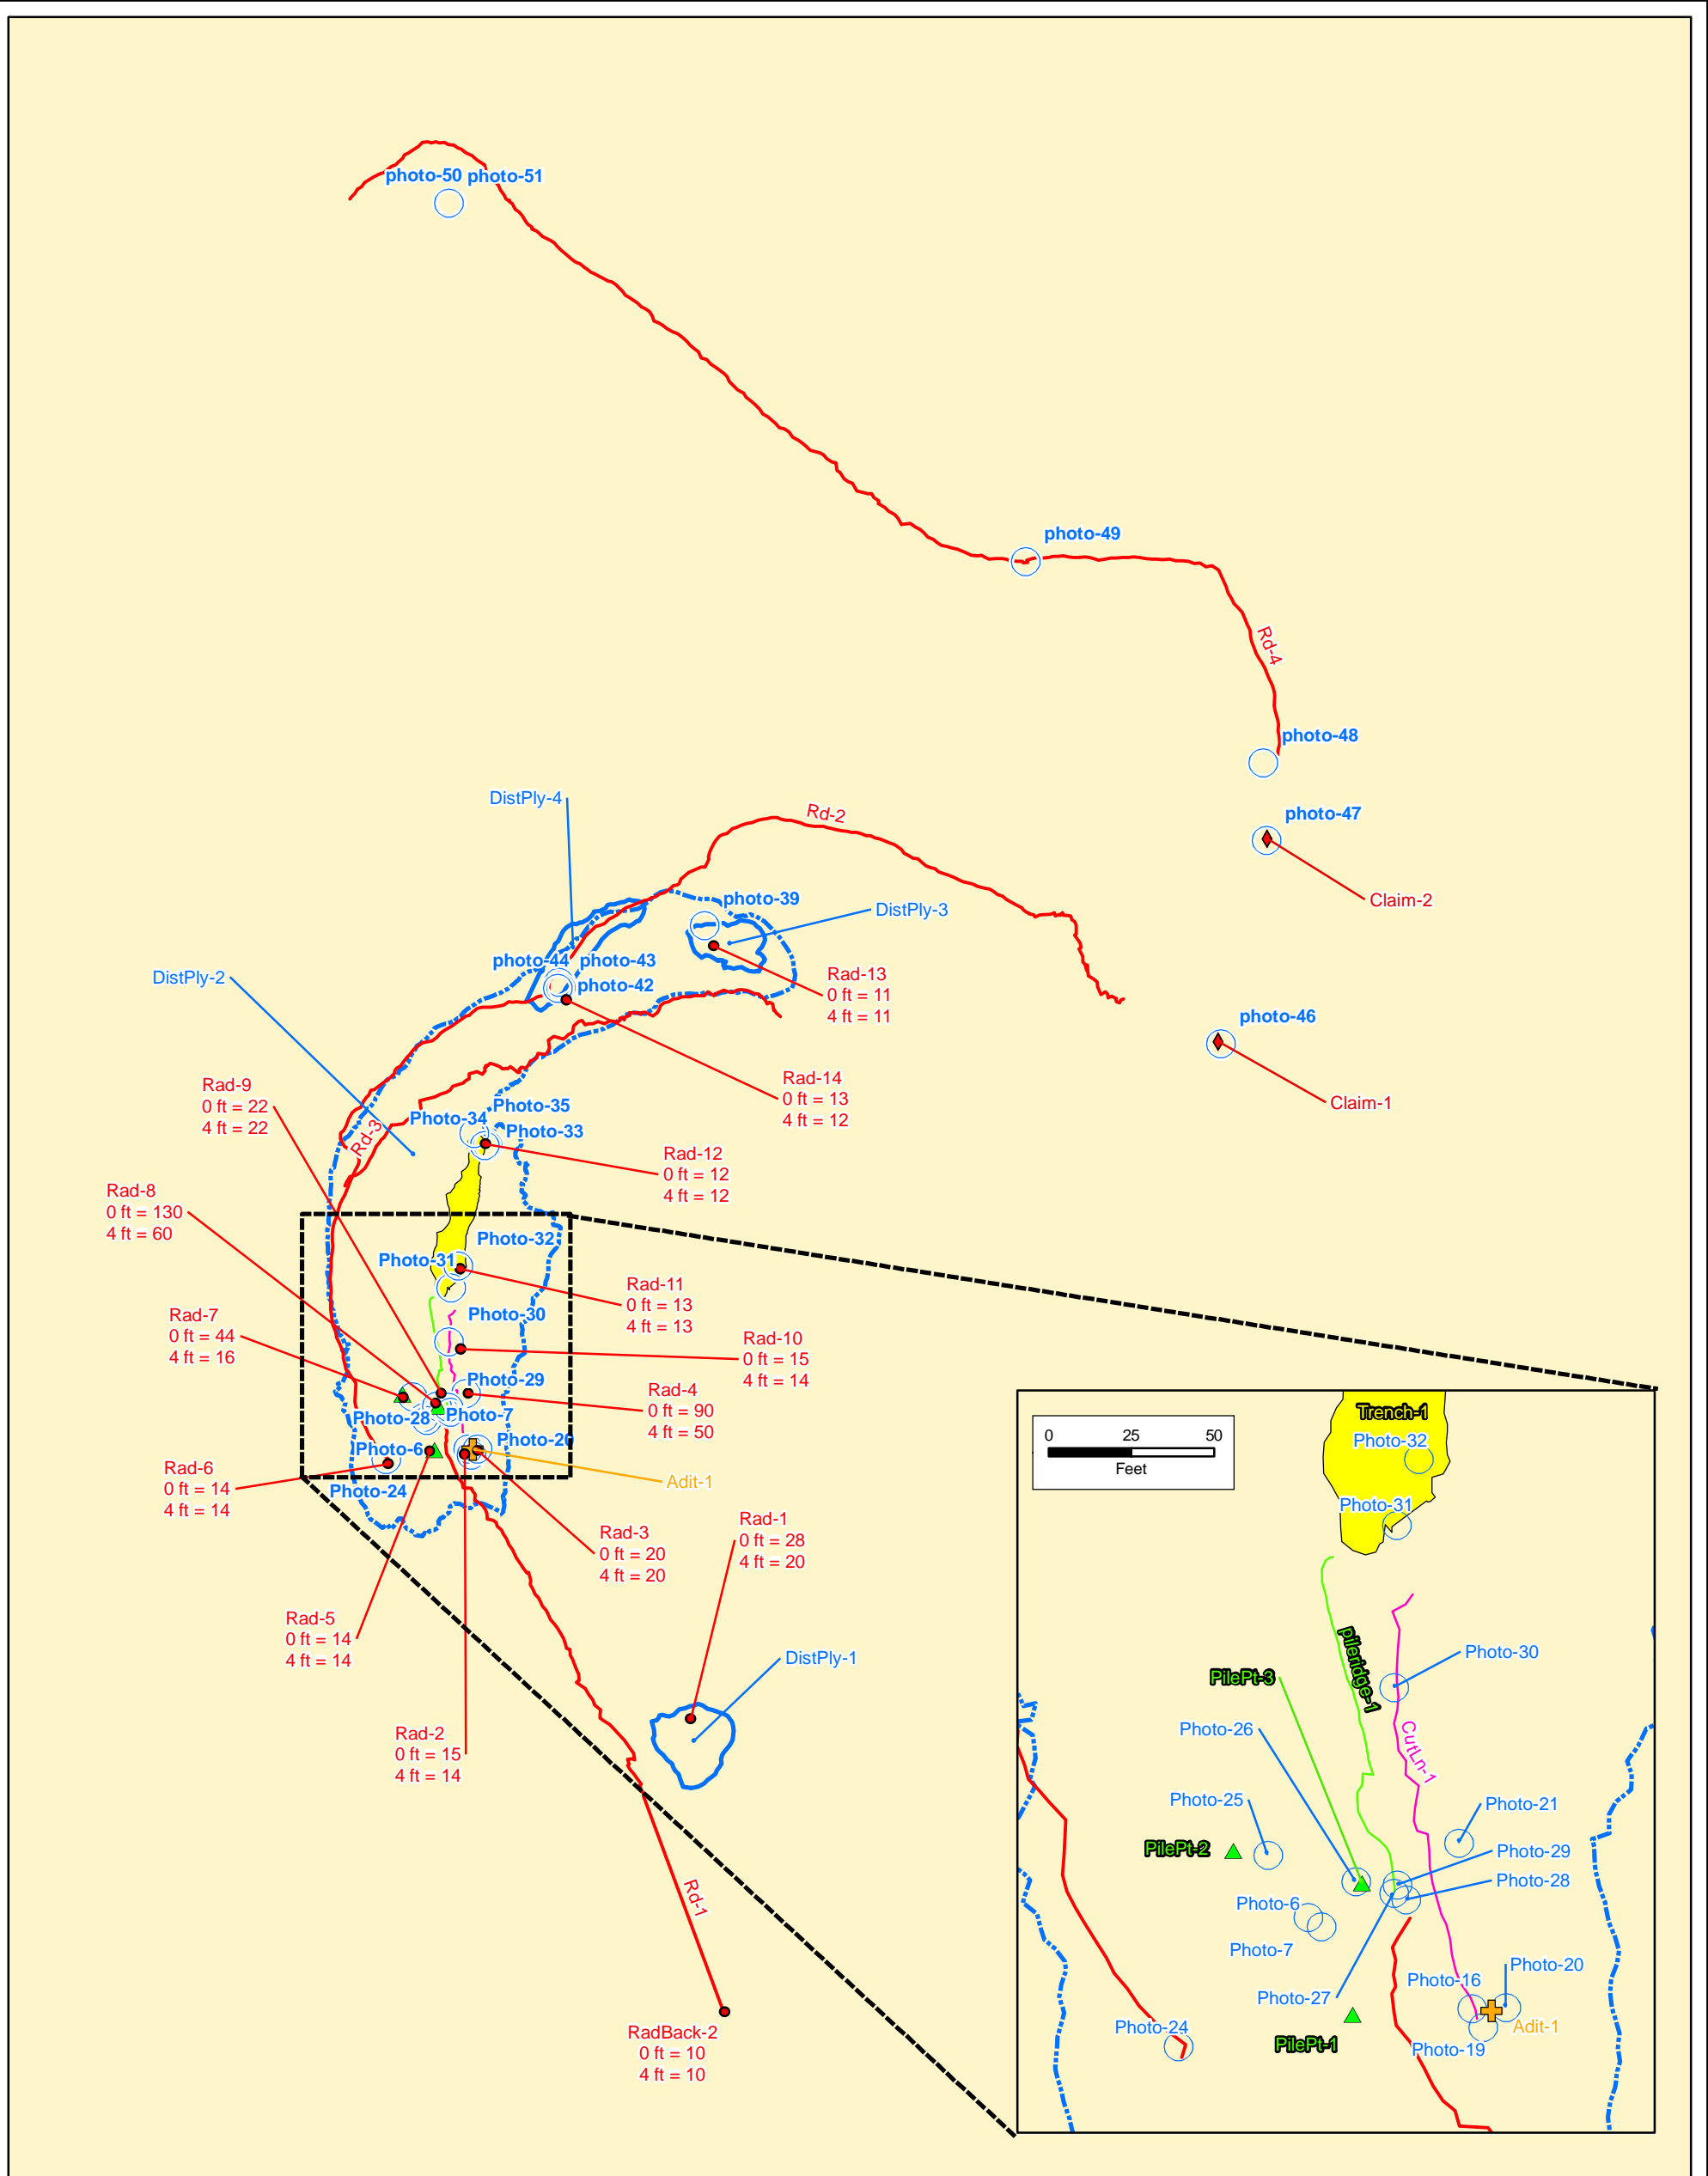 photo-50 photo-51
photo-49
Rd-4
photo-48
DistPly-4
Rd-2
photo-47
Claim-2
photo-39
DistPly-3
photo-44 photo-43
DistPly-2
photo-42
Rad-13
0 ft = 11
4 ft = 11
photo-46
Rad-9
0 ft = 22
4 ft = 22
Rad-14
0 ft = 13
4 ft = 12
Claim-1
Photo-35
Photo-34
Photo-33
Rd-3
Rad-12
0 ft = 12
4 ft = 12
Rad-8
0 ft = 130
4 ft = 60
Photo-32
Photo-31
Rad-11
0 ft = 13
4 ft = 13
Rad-7
0 ft = 44
4 ft = 16
Photo-30
Rad-10
0 ft = 15
4 ft = 14
Photo-29
Rad-4
0 ft = 90
4 ft = 50
Photo-28
Photo-7
Photo-6
Photo-20
Rad-6
0 ft = 14
4 ft = 14
Photo-24
Adit-1
Rad-3
0 ft = 20
4 ft = 20
Rad-1
0 ft = 28
4 ft = 20
Rad-5
0 ft = 14
4 ft = 14
DistPly-1
Rad-2
0 ft = 15
4 ft = 14
Rd-1
RadBack-2
0 ft = 10
4 ft = 10
0 25 50
Feet
Trench-1
Photo-32
Photo-31
pileridge-1
Photo-30
PilePt-3
Photo-26
CutLn-1
Photo-25
Photo-21
PilePt-2
Photo-29
Photo-28
Photo-6
Photo-7
Photo-20
Photo-16
Photo-27
Photo-24
Adit-1
PilePt-1
Photo-19